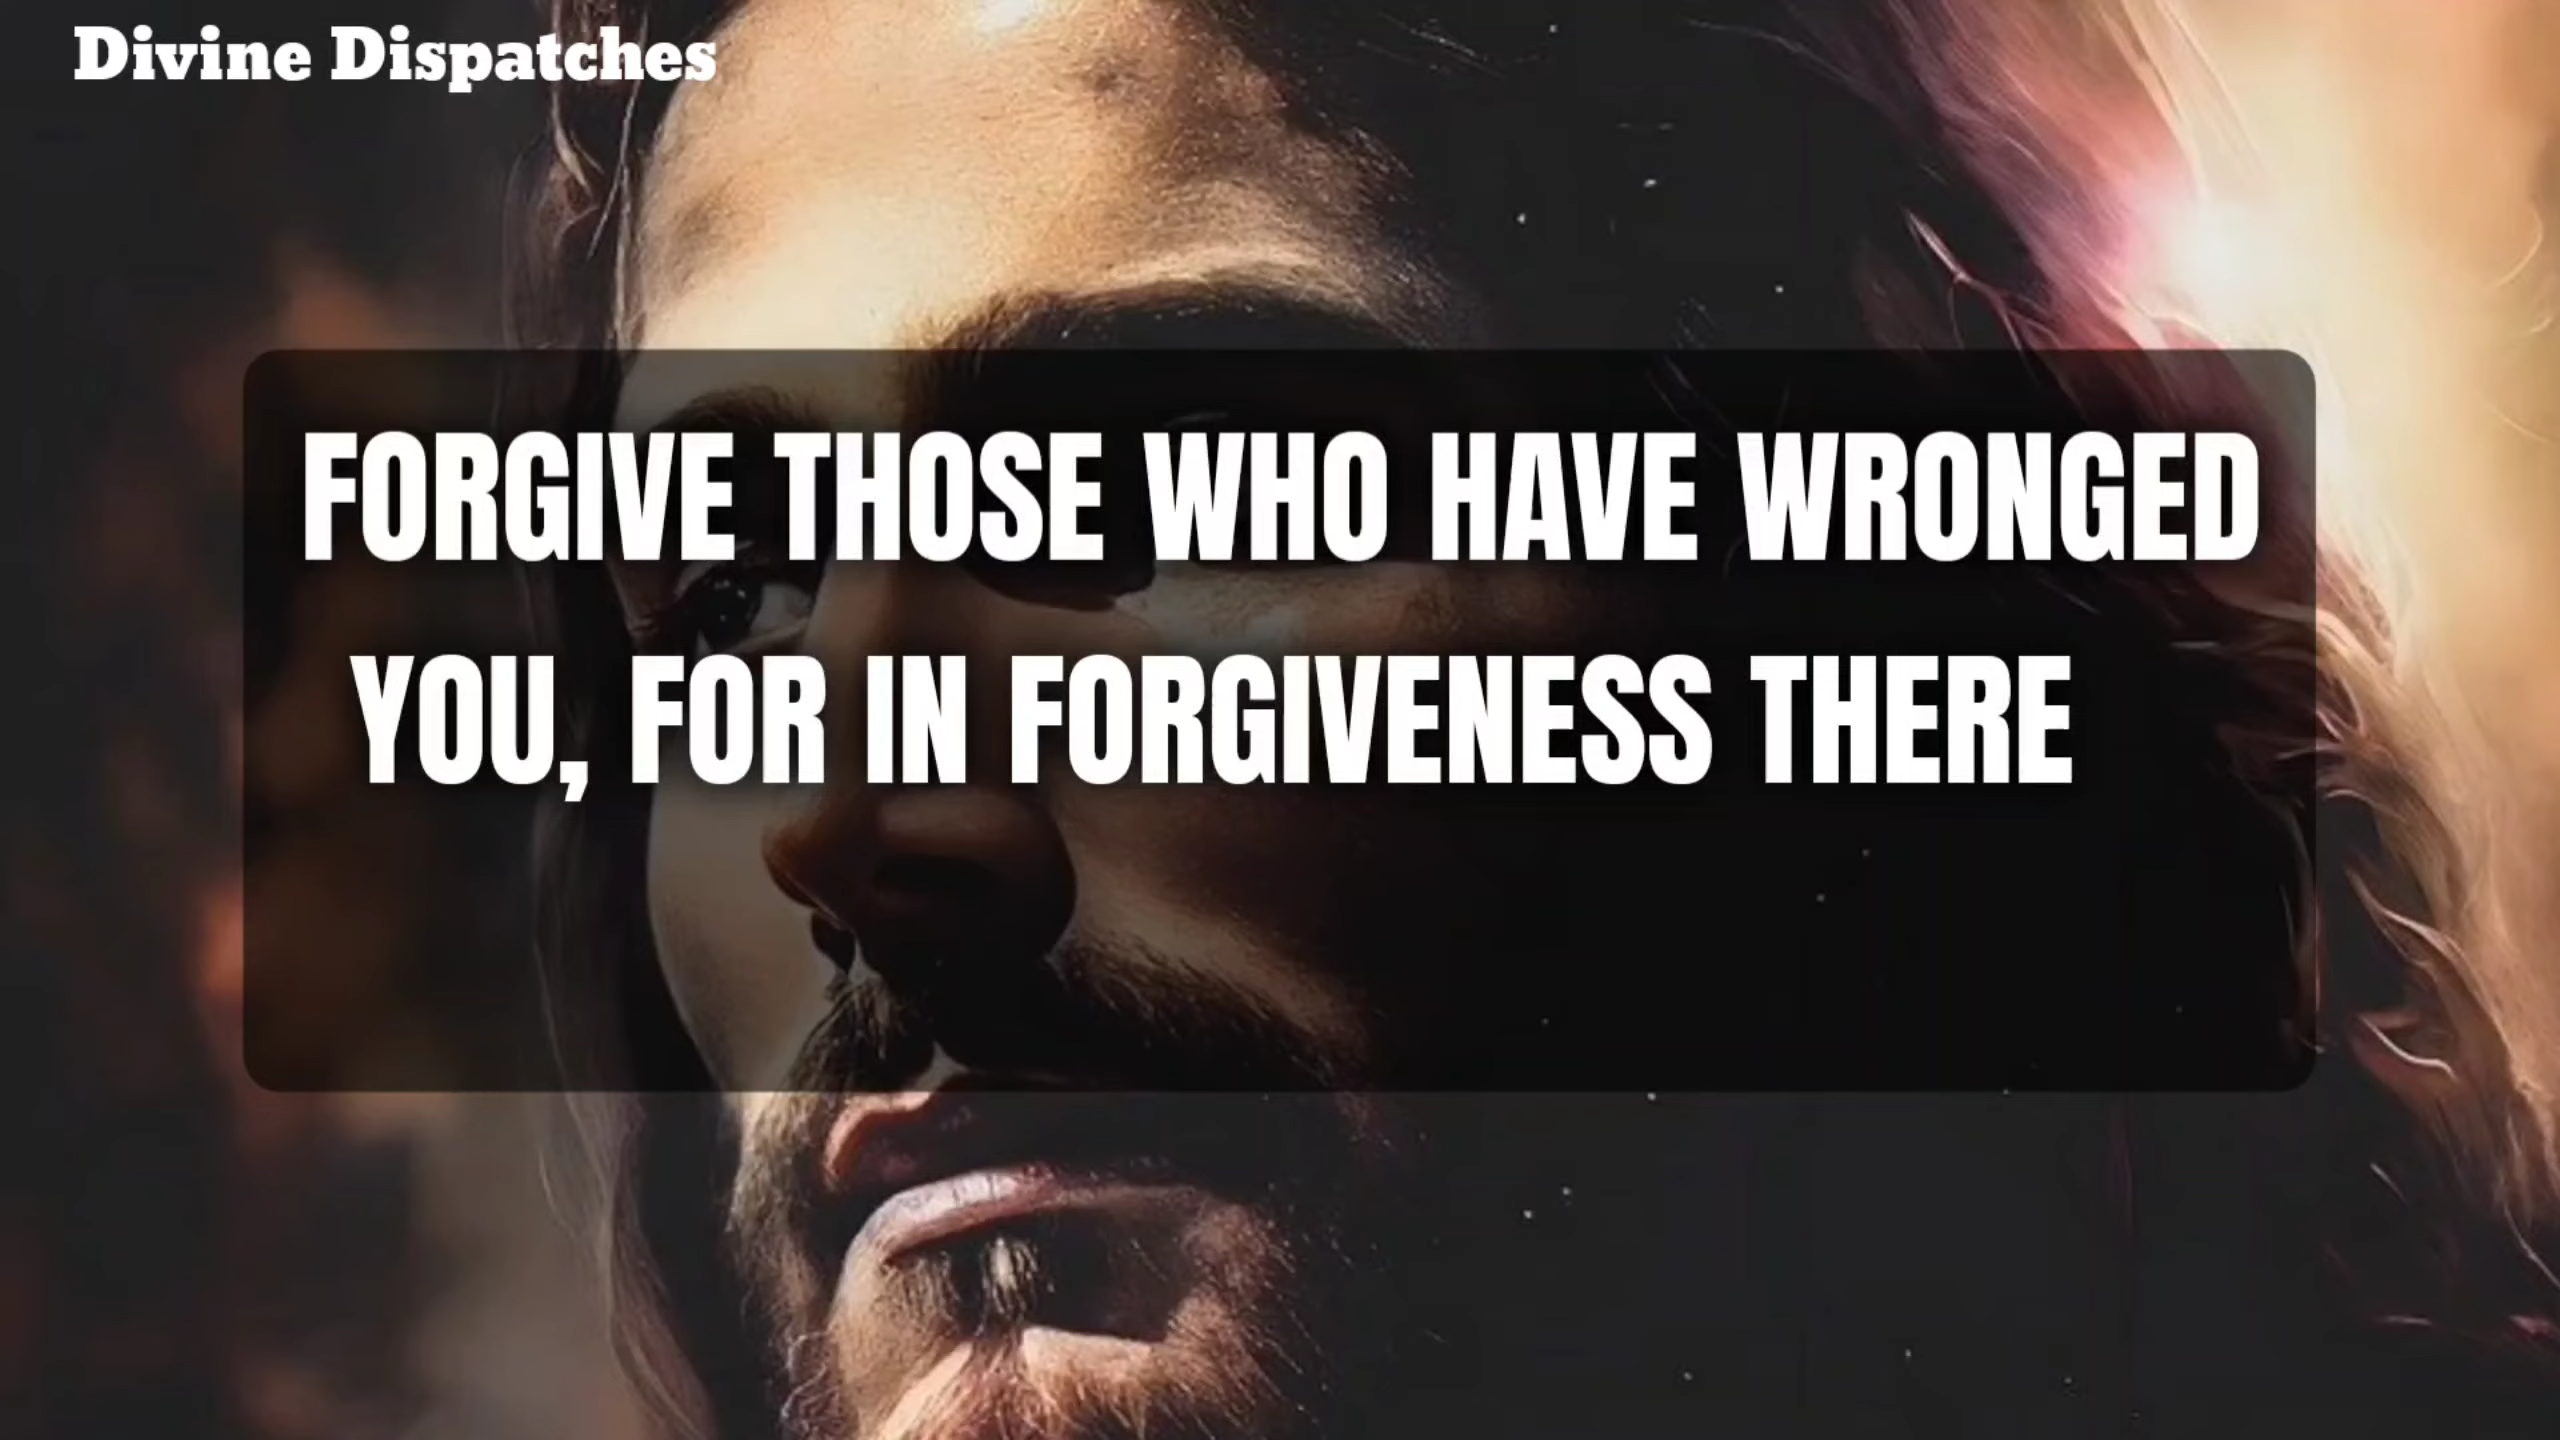 Divine Dispatches
FORGIVE THOSE WHO HAVE WRONGED
YOU, FOR IN FORGIVENESS THERE